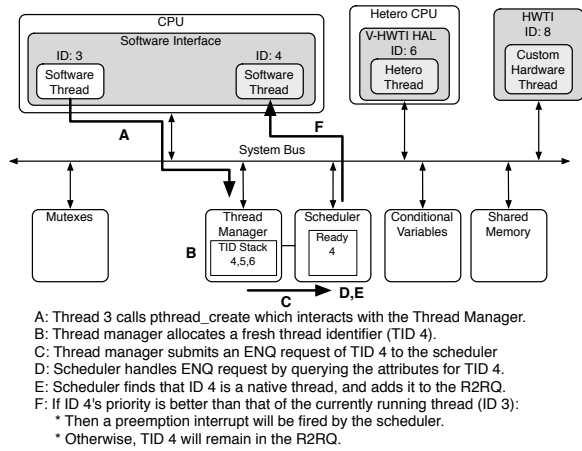 CPU
Software Interface
ID: 3
Software
Thread
ID: 4
Software
Thread
Hetero CPU
V-HWTI HAL
ID: 6
Hetero
Thread
HWTI
ID: 8
Custom
Hardware
Thread
A
F
System Bus
Mutexes
Thread
Manager
TID Stack
4,5,6
B
Scheduler
Ready
4
Conditional
Variables
Shared
Memory
C
D,E
A: Thread 3 calls pthread_create which interacts with the Thread Manager.
B: Thread manager allocates a fresh thread identifier (TID 4).
C: Thread manager submits an ENQ request of TID 4 to the scheduler
D: Scheduler handles ENQ request by querying the attributes for TID 4.
E: Scheduler finds that ID 4 is a native thread, and adds it to the R2RQ.
F: If ID 4's priority is better than that of the currently running thread (ID 3):
* Then a preemption interrupt will be fired by the scheduler.
* Otherwise, TID 4 will remain in the R2RQ.